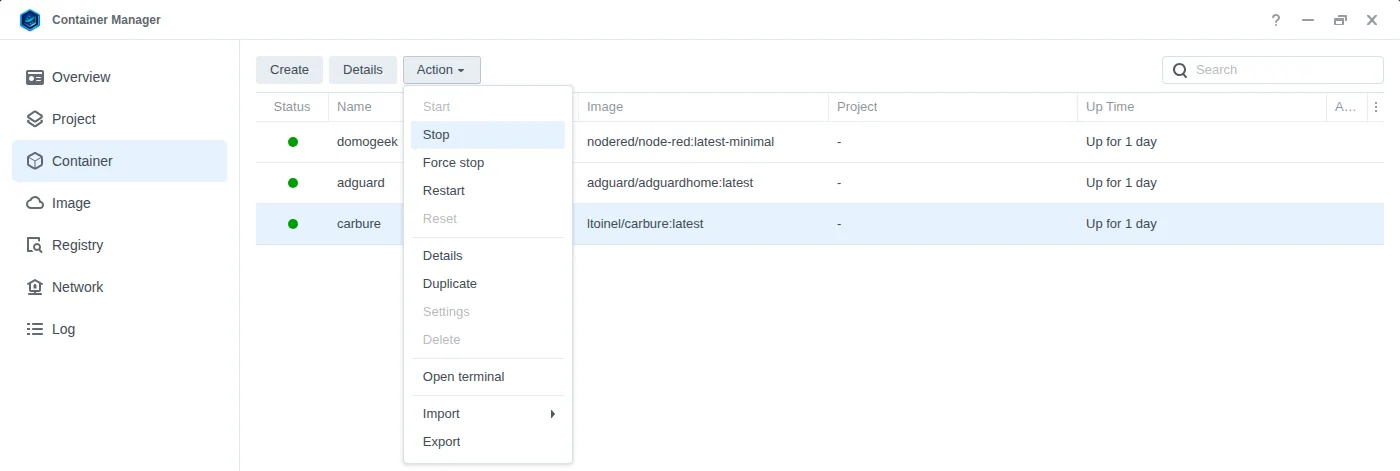 Container Manager
Overview
Project
Container
Image
Registry
Network
Log
Create Details Action
Search
Status Name Image Project Up Time A...
domogeek nodered/node-red:latest-minimal - Up for 1 day
adguard adguard/adguardhome:latest - Up for 1 day
carbure ltoinel/carbure:latest - Up for 1 day
Start
Stop
Force stop
Restart
Reset
Details
Duplicate
Settings
Delete
Open terminal
Import
Export